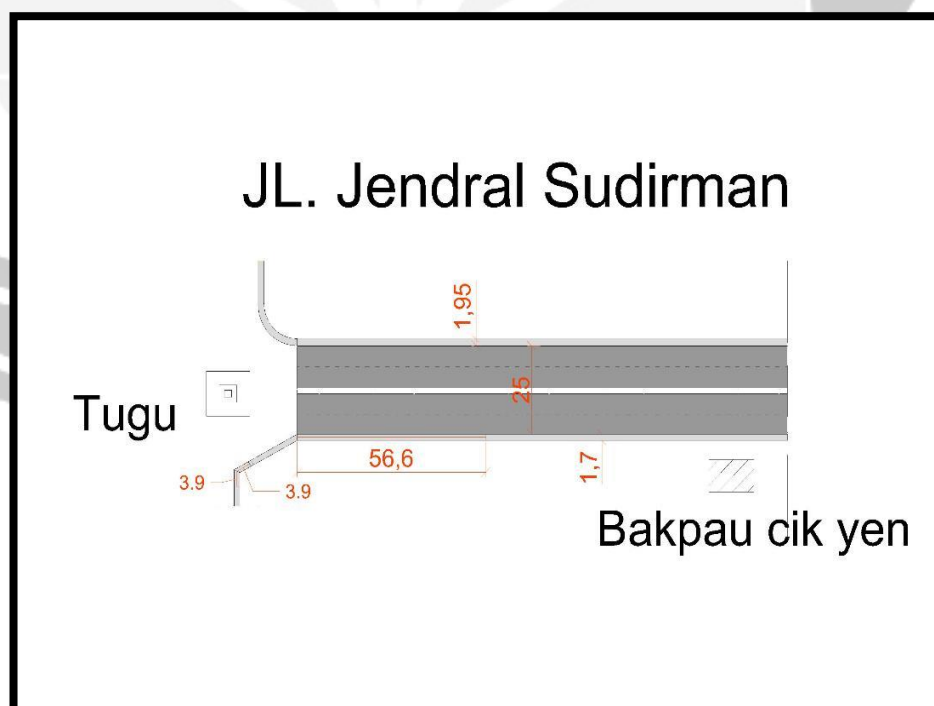 JL. Jendral Sudirman
1,95
25
Tugu
56,6
1,7
3.9
3.9
Bakpau cik yen